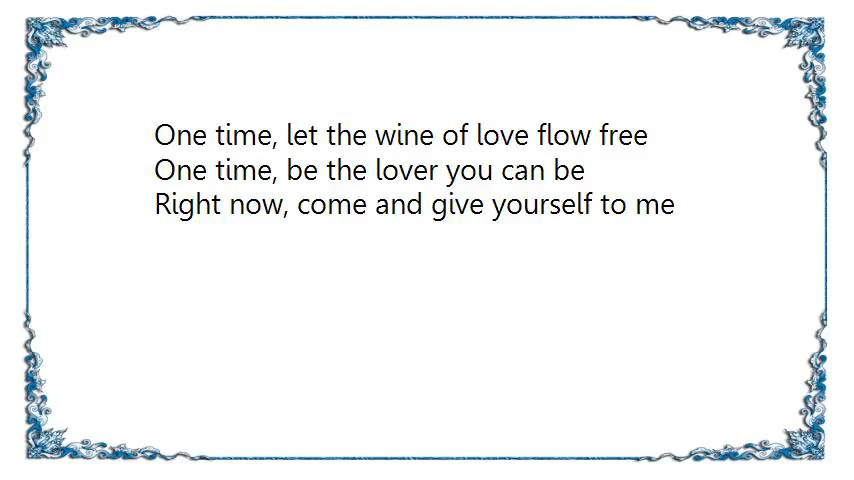 One time, let the wine of love flow free
One time, be the lover you can be
Right now, come and give yourself to me